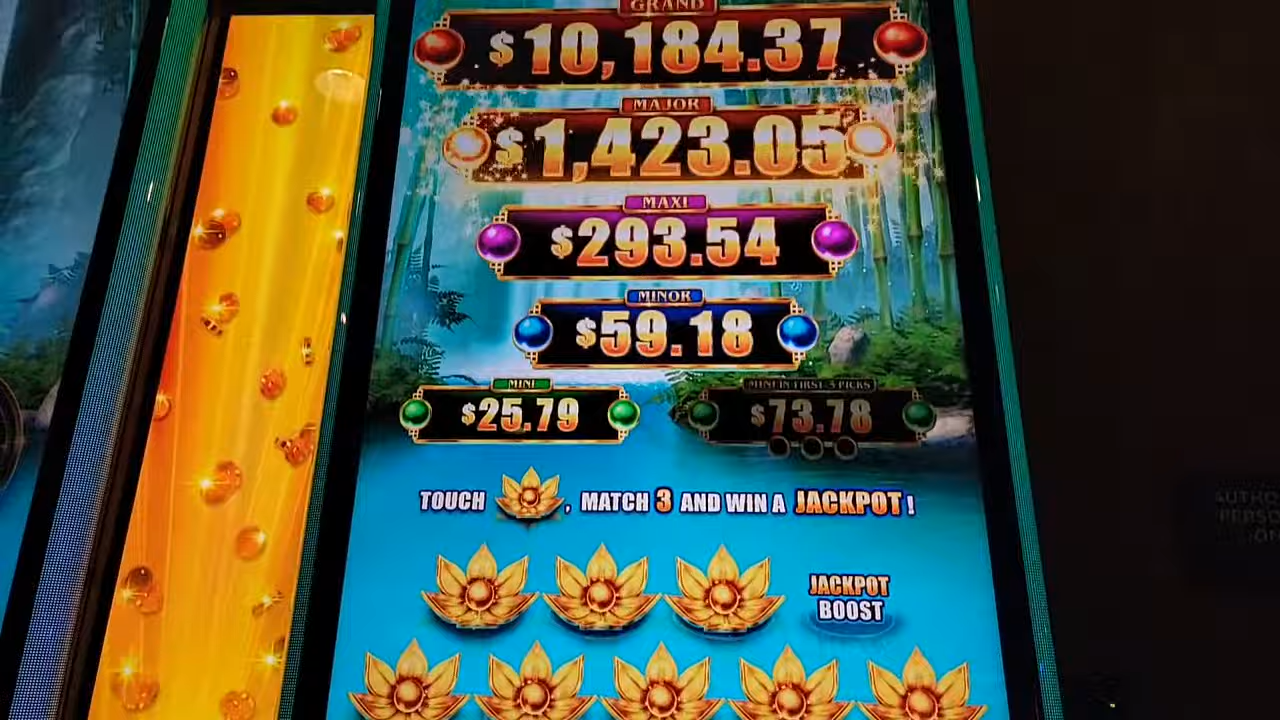 GRAND
$10,184.37
MAJOR
$1,423.05
MAXI
$293.54
MINOR
$59.18
MINI
$25.79
MINI IN FIRST 3 PICKS
$73.78
TOUCH , MATCH 3 AND WIN A JACKPOT!
JACKPOT
BOOST